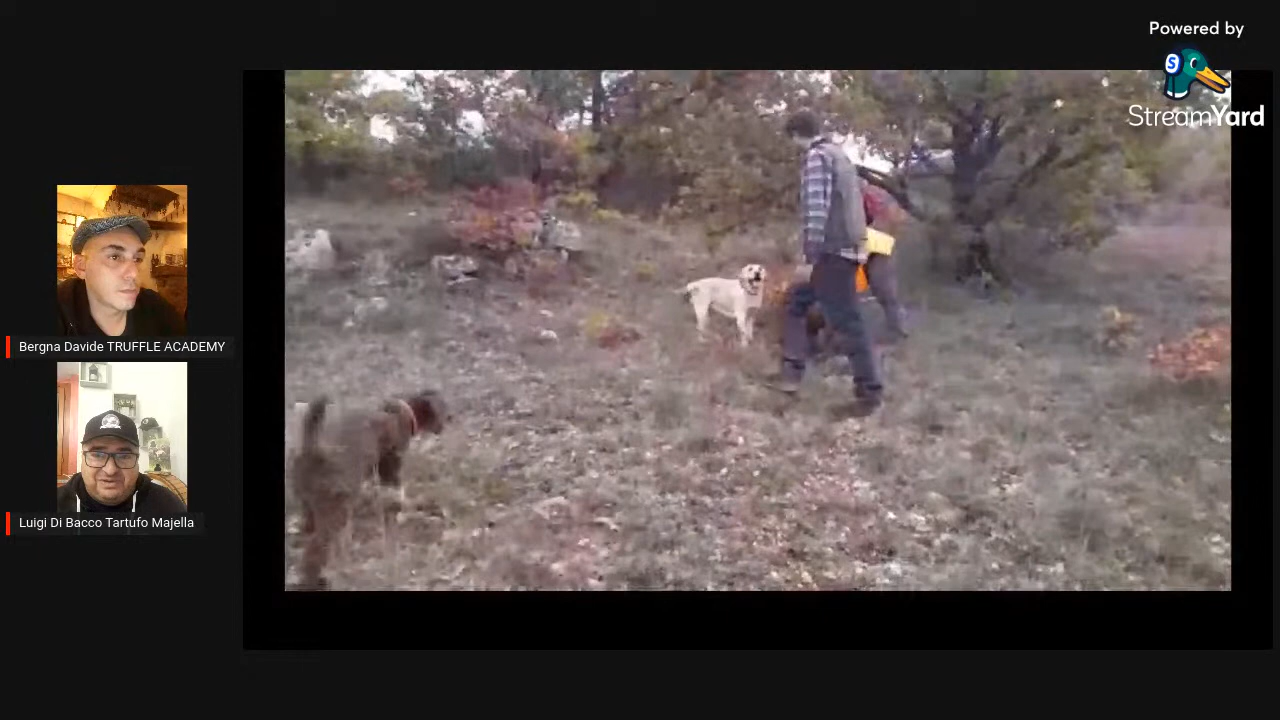 Powered by
S
StreamYard
Bergna Davide TRUFFLE ACADEMY
Luigi Di Bacco Tartufo Majella